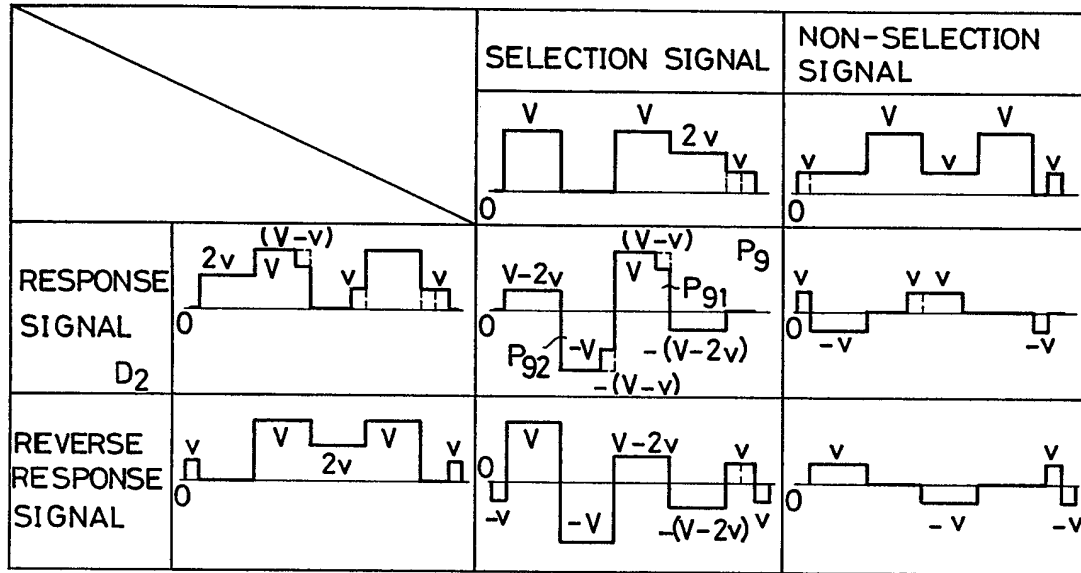 SELECTION SIGNAL
NON-SELECTION
SIGNAL
V V 2v v
0
v V v V v
0
RESPONSE
SIGNAL
D2
2v (V-v) V v v
0
V-2v (V-v) V P9
P91
0
P92 -V -(V-v) -(V-2v)
v v v
0
-v -v
REVERSE
RESPONSE
SIGNAL
v V 2v V v
0
0 V V-2v v
-v -V -(V-2v) v
v v
0
-v -v